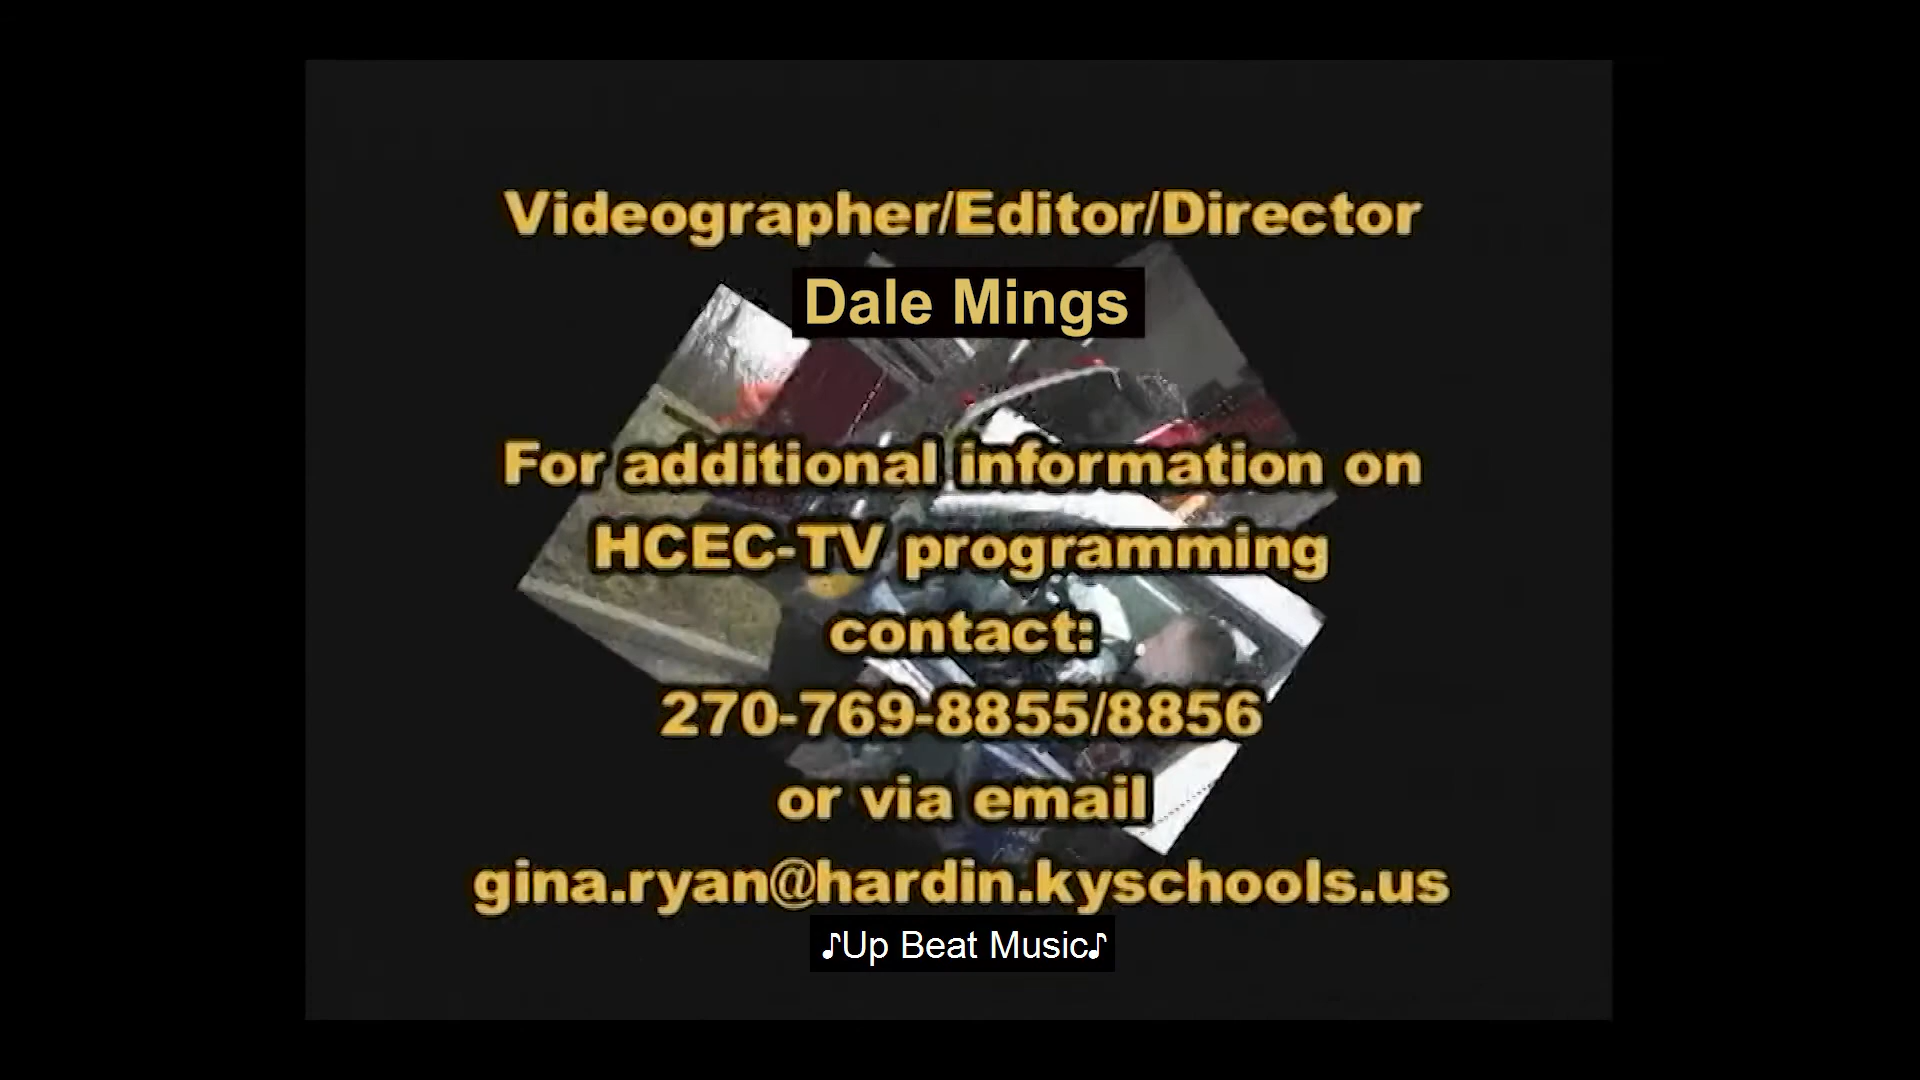 Videographer/Editor/Director
Dale Mings
For additional information on
HCEC-TV programming
contact:
270-769-8855/8856
or via email
gina.ryan@hardin.kyschools.us
♪Up Beat Music♪